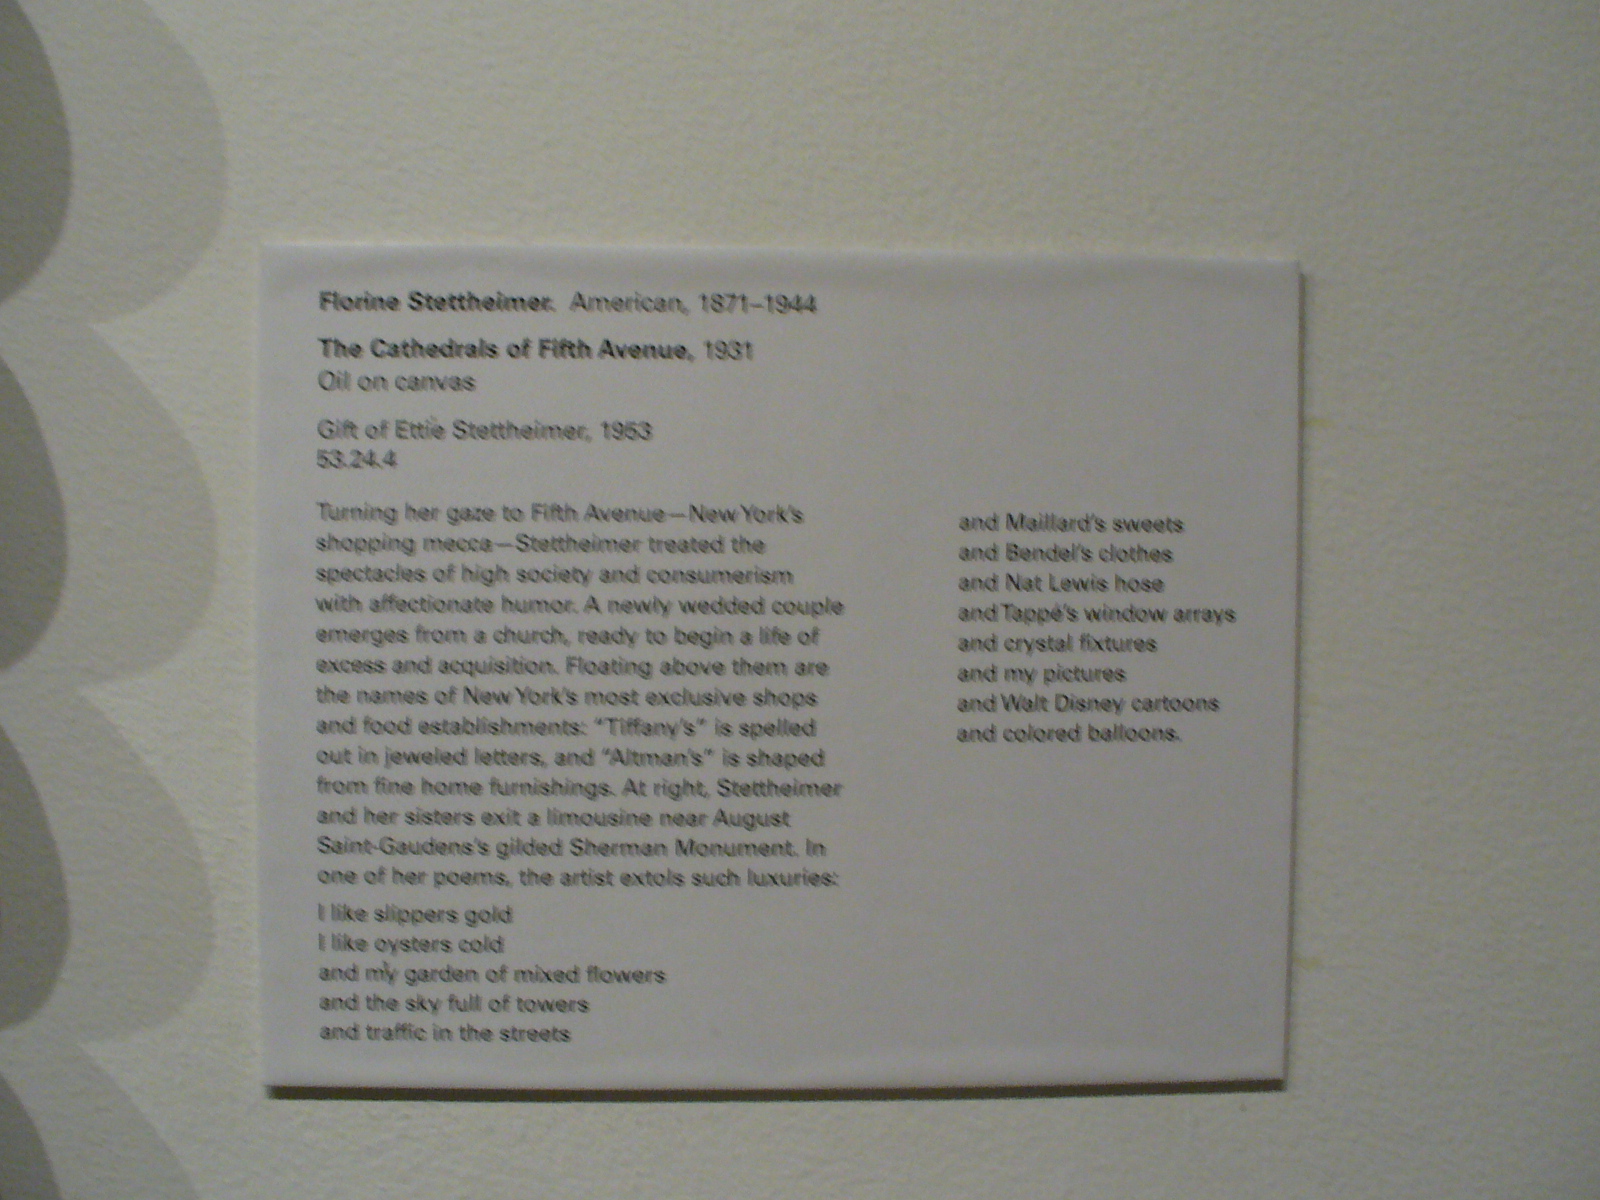 Florine Stettheimer. American, 1871–1944
The Cathedrals of Fifth Avenue, 1931
Oil on canvas
Gift of Ettie Stettheimer, 1953
53.24.4
Turning her gaze to Fifth Avenue—New York's
shopping mecca—Stettheimer treated the
spectacles of high society and consumerism
with affectionate humor. A newly wedded couple
emerges from a church, ready to begin a life of
excess and acquisition. Floating above them are
the names of New York's most exclusive shops
and food establishments: “Tiffany's” is spelled
out in jeweled letters, and “Altman's” is shaped
from fine home furnishings. At right, Stettheimer
and her sisters exit a limousine near August
Saint-Gaudens's gilded Sherman Monument. In
one of her poems, the artist extols such luxuries:
I like slippers gold
I like oysters cold
and my garden of mixed flowers
and the sky full of towers
and traffic in the streets
and Maillard's sweets
and Bendel's clothes
and Nat Lewis hose
and Tappé's window arrays
and crystal fixtures
and my pictures
and Walt Disney cartoons
and colored balloons.